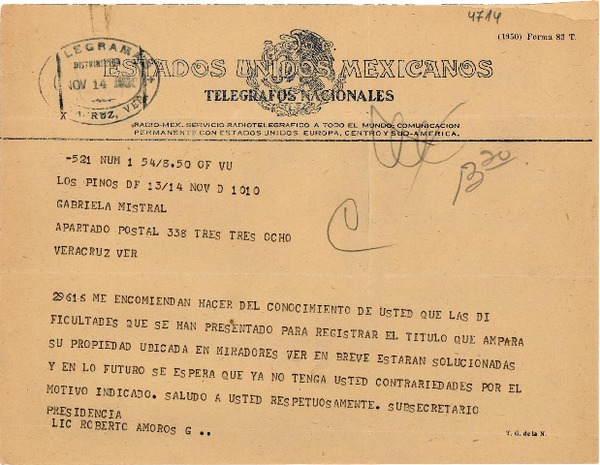 4714
(1950) Forma 83 T.
TELEGRAMAS
DISTRIBUCION
NOV 14
CRUZ, VER
ESTADOS UNIDOS MEXICANOS
TELEGRAFOS NACIONALES
RADIO-MEX. SERVICIO RADIOTELEGRAFICO A TODO EL MUNDO. COMUNICACION
PERMANENTE CON ESTADOS UNIDOS, EUROPA, CENTRO Y SUD-AMERICA.
-521 NUM 1 54/8.50 OF VU
LOS PINOS DF 13/14 NOV D 1010
GABRIELA MISTRAL
APARTADO POSTAL 338 TRES TRES OCHO
VERACRUZ VER
29615 ME ENCOMIENDAN HACER DEL CONOCIMIENTO DE USTED QUE LAS DI
FICULTADES QUE SE HAN PRESENTADO PARA REGISTRAR EL TITULO QUE AMPARA
SU PROPIEDAD UBICADA EN MIRADORES VER EN BREVE ESTARAN SOLUCIONADAS
Y EN LO FUTURO SE ESPERA QUE YA NO TENGA USTED CONTRARIEDADES POR EL
MOTIVO INDICADO. SALUDO A USTED RESPETUOSAMENTE. SUBSECRETARIO
PRESIDENCIA
LIC ROBERTO AMOROS G ..
T. G. de la N.